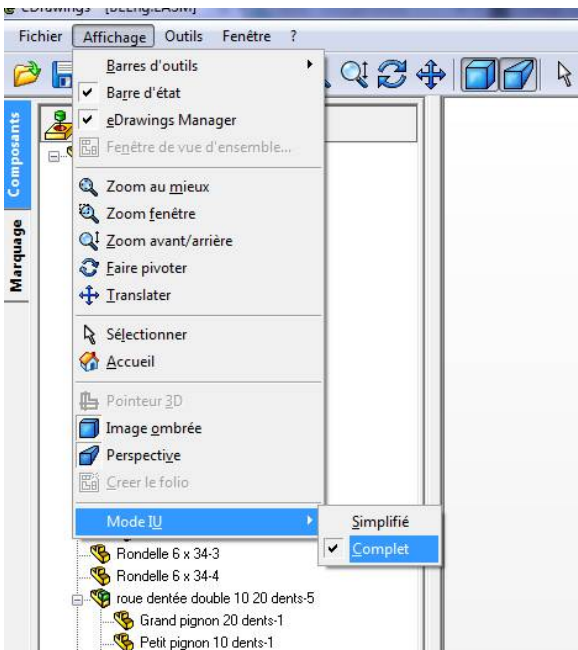 Fichier Affichage Outils Fenêtre ?
Composants
Marquage
Barres d'outils
Barre d'état
eDrawings Manager
Fenêtre de vue d'ensemble...
Zoom au mieux
Zoom fenêtre
Zoom avant/arrière
Faire pivoter
Translater
Sélectionner
Accueil
Pointeur 3D
Image ombrée
Perspective
Creer le folio
Mode IU
Simplifié
Complet
Rondelle 6 x 34-3
Rondelle 6 x 34-4
roue dentée double 10 20 dents-5
Grand pignon 20 dents-1
Petit pignon 10 dents-1